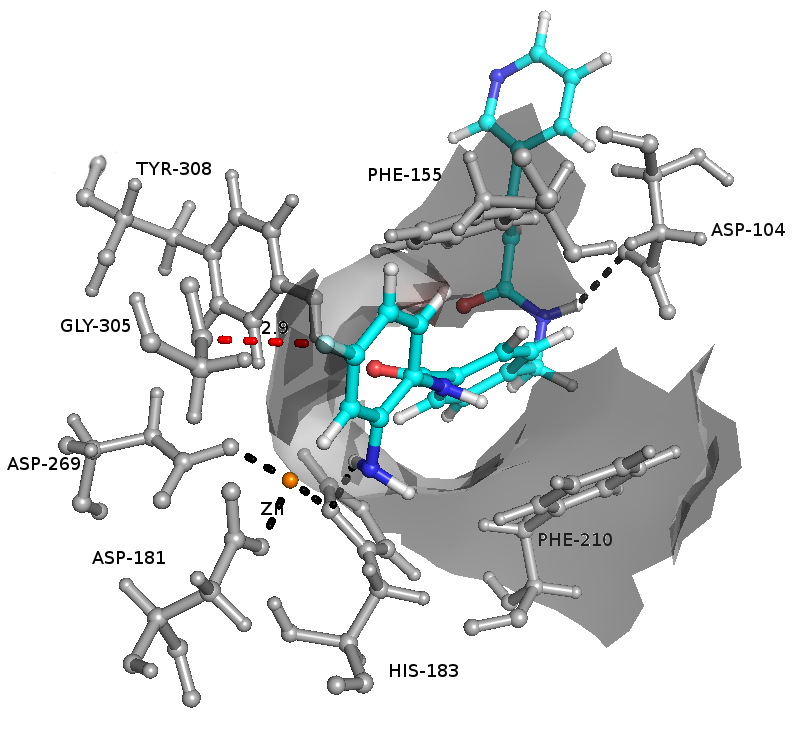 TYR-308
PHE-155
ASP-104
GLY-305
2.9
ASP-269
Zn
PHE-210
ASP-181
HIS-183